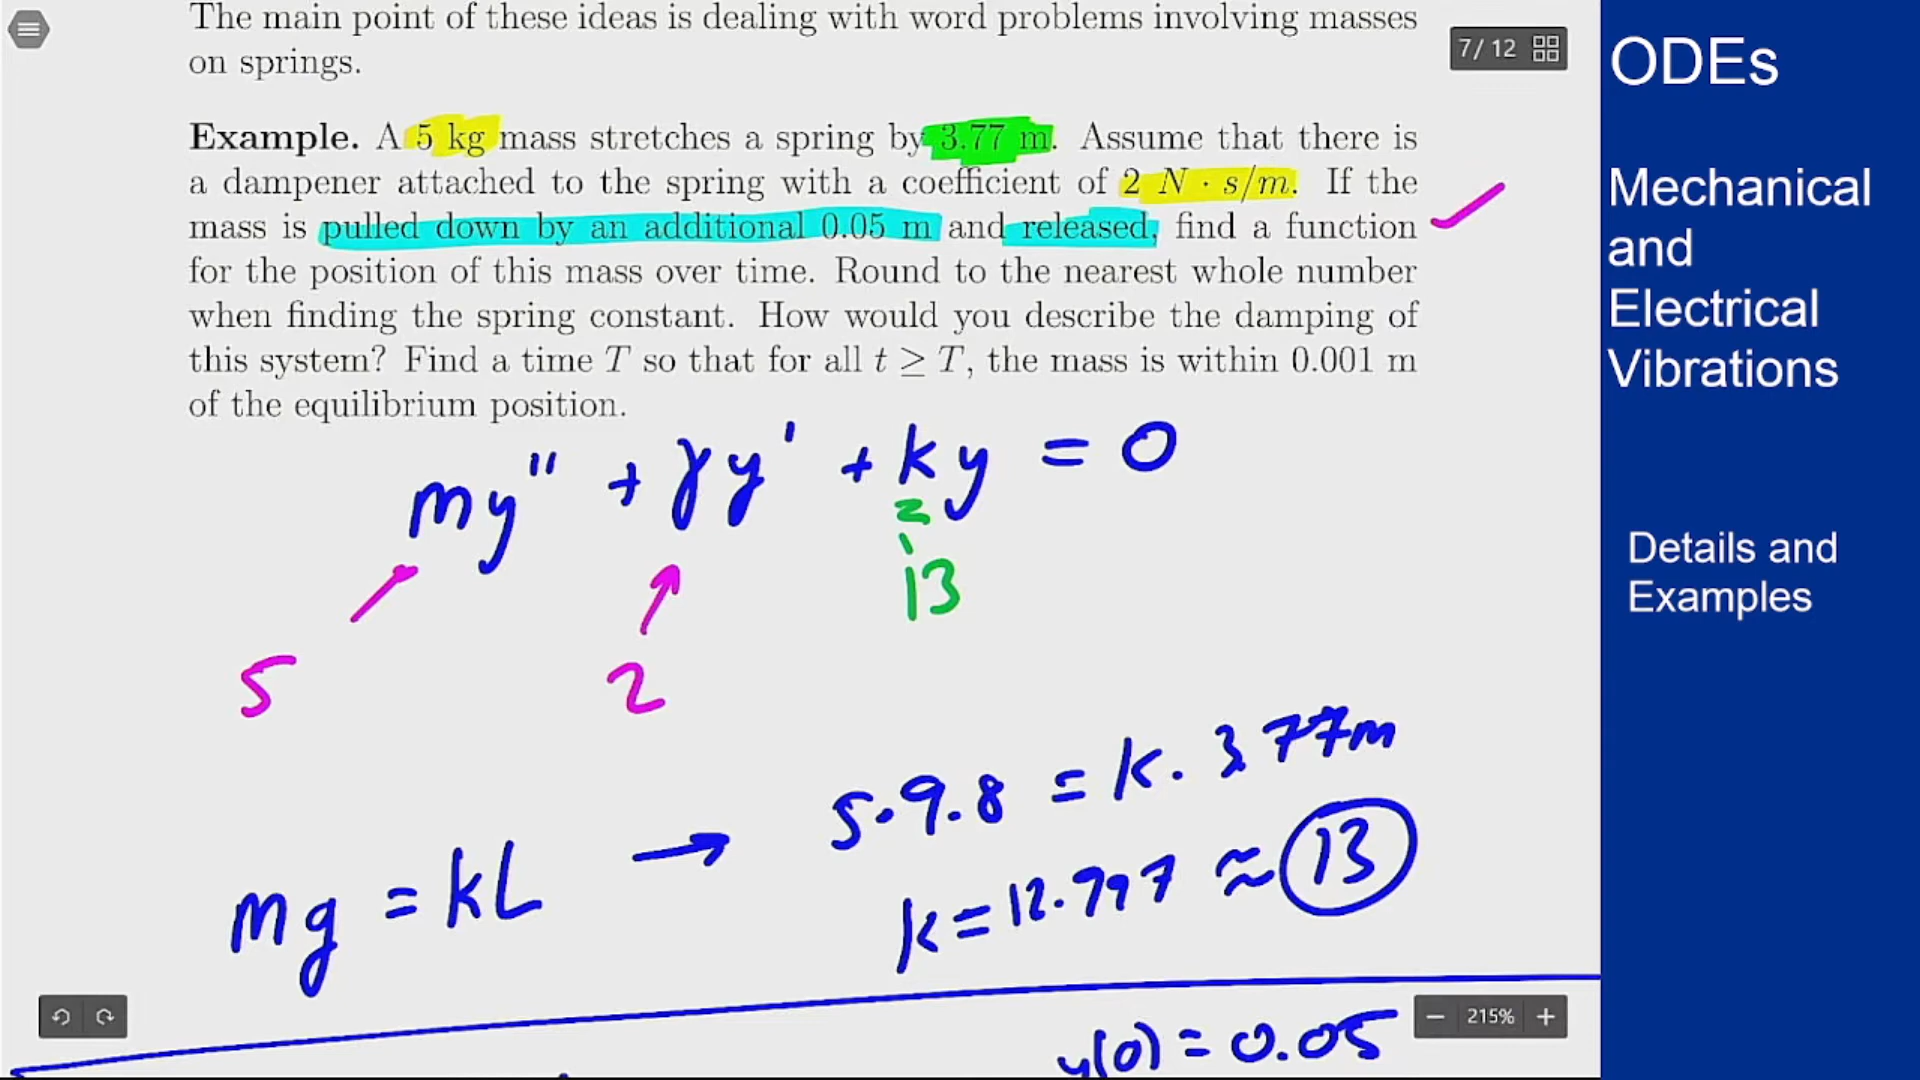 The main point of these ideas is dealing with word problems involving masses
on springs.
7 / 12
Example. A 5 kg mass stretches a spring by 3.77 m. Assume that there is
a dampener attached to the spring with a coefficient of 2 N · s/m. If the
mass is pulled down by an additional 0.05 m and released, find a function
for the position of this mass over time. Round to the nearest whole number
when finding the spring constant. How would you describe the damping of
this system? Find a time T so that for all t ≥ T, the mass is within 0.001 m
of the equilibrium position.
my'' + γy' + ky = 0
13
5
2
5·9.8 = k· 3.77m
mg = kL → k = 12.997 ≈ 13
y(0) = 0.05
215%
ODEs
Mechanical
and
Electrical
Vibrations
Details and
Examples